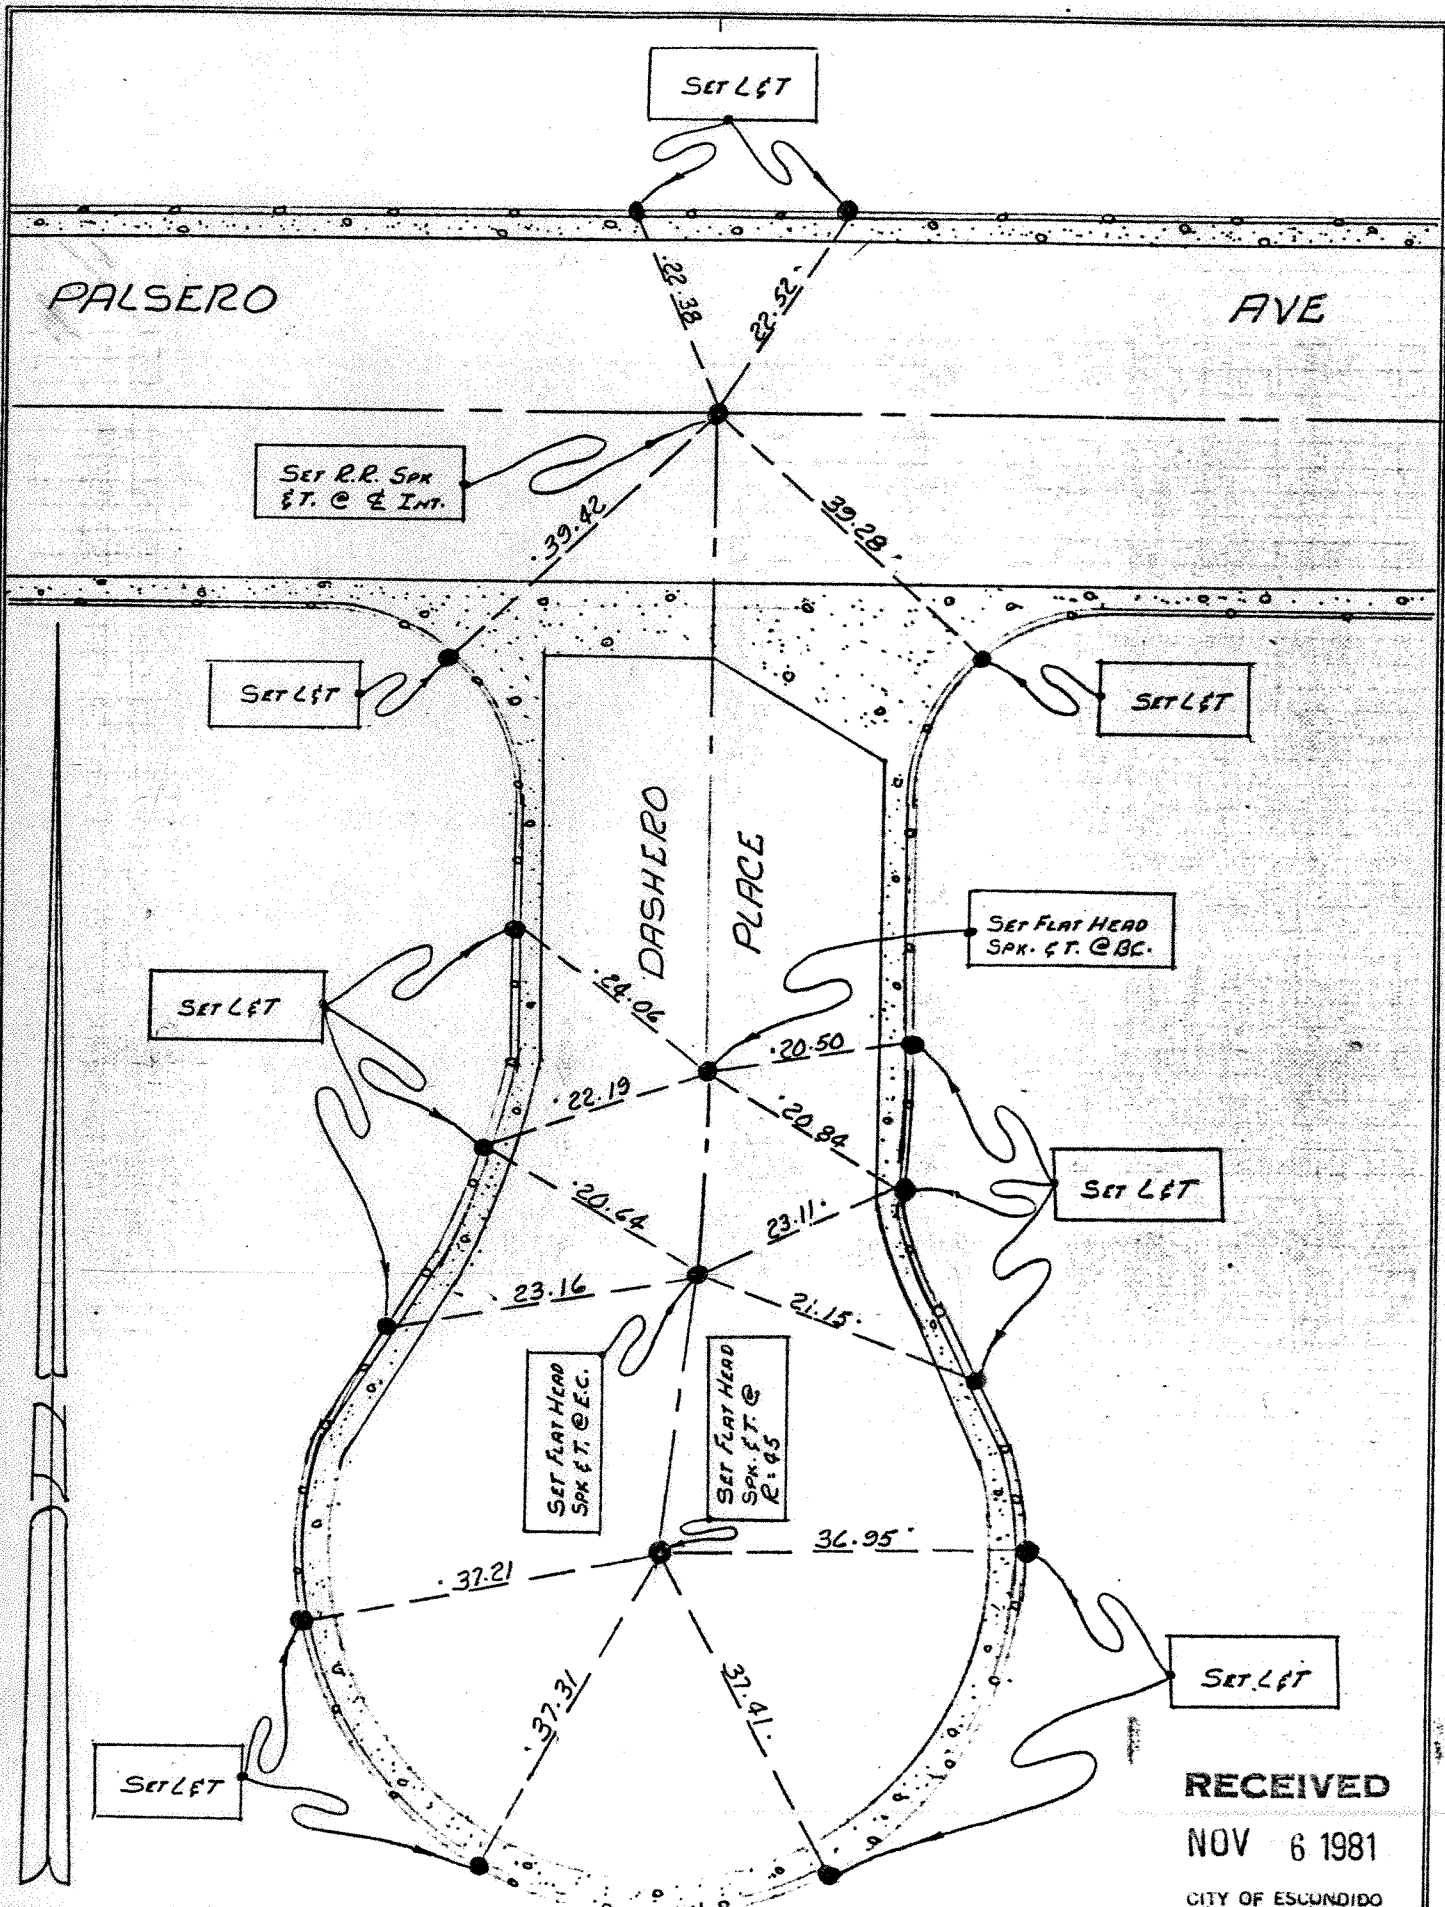 SET L&T
PALSERO
AVE
22.38
22.52'
SET R.R. SPK
& T. @ ℄ INT.
39.42
39.28
SET L&T
SET L&T
DASHERO
PLACE
SET FLAT HEAD
SPK. & T. @ BC.
SET L&T
24.06
20.50
22.19
20.84
SET L&T
20.64
23.11
23.16
21.15
SET FLAT HEAD
SPK & T. @ E.C.
SET FLAT HEAD
SPK. & T. @
R=45
36.95'
37.21
37.31
37.41
SET L&T
SET L&T
RECEIVED
NOV 6 1981
CITY OF ESCONDIDO